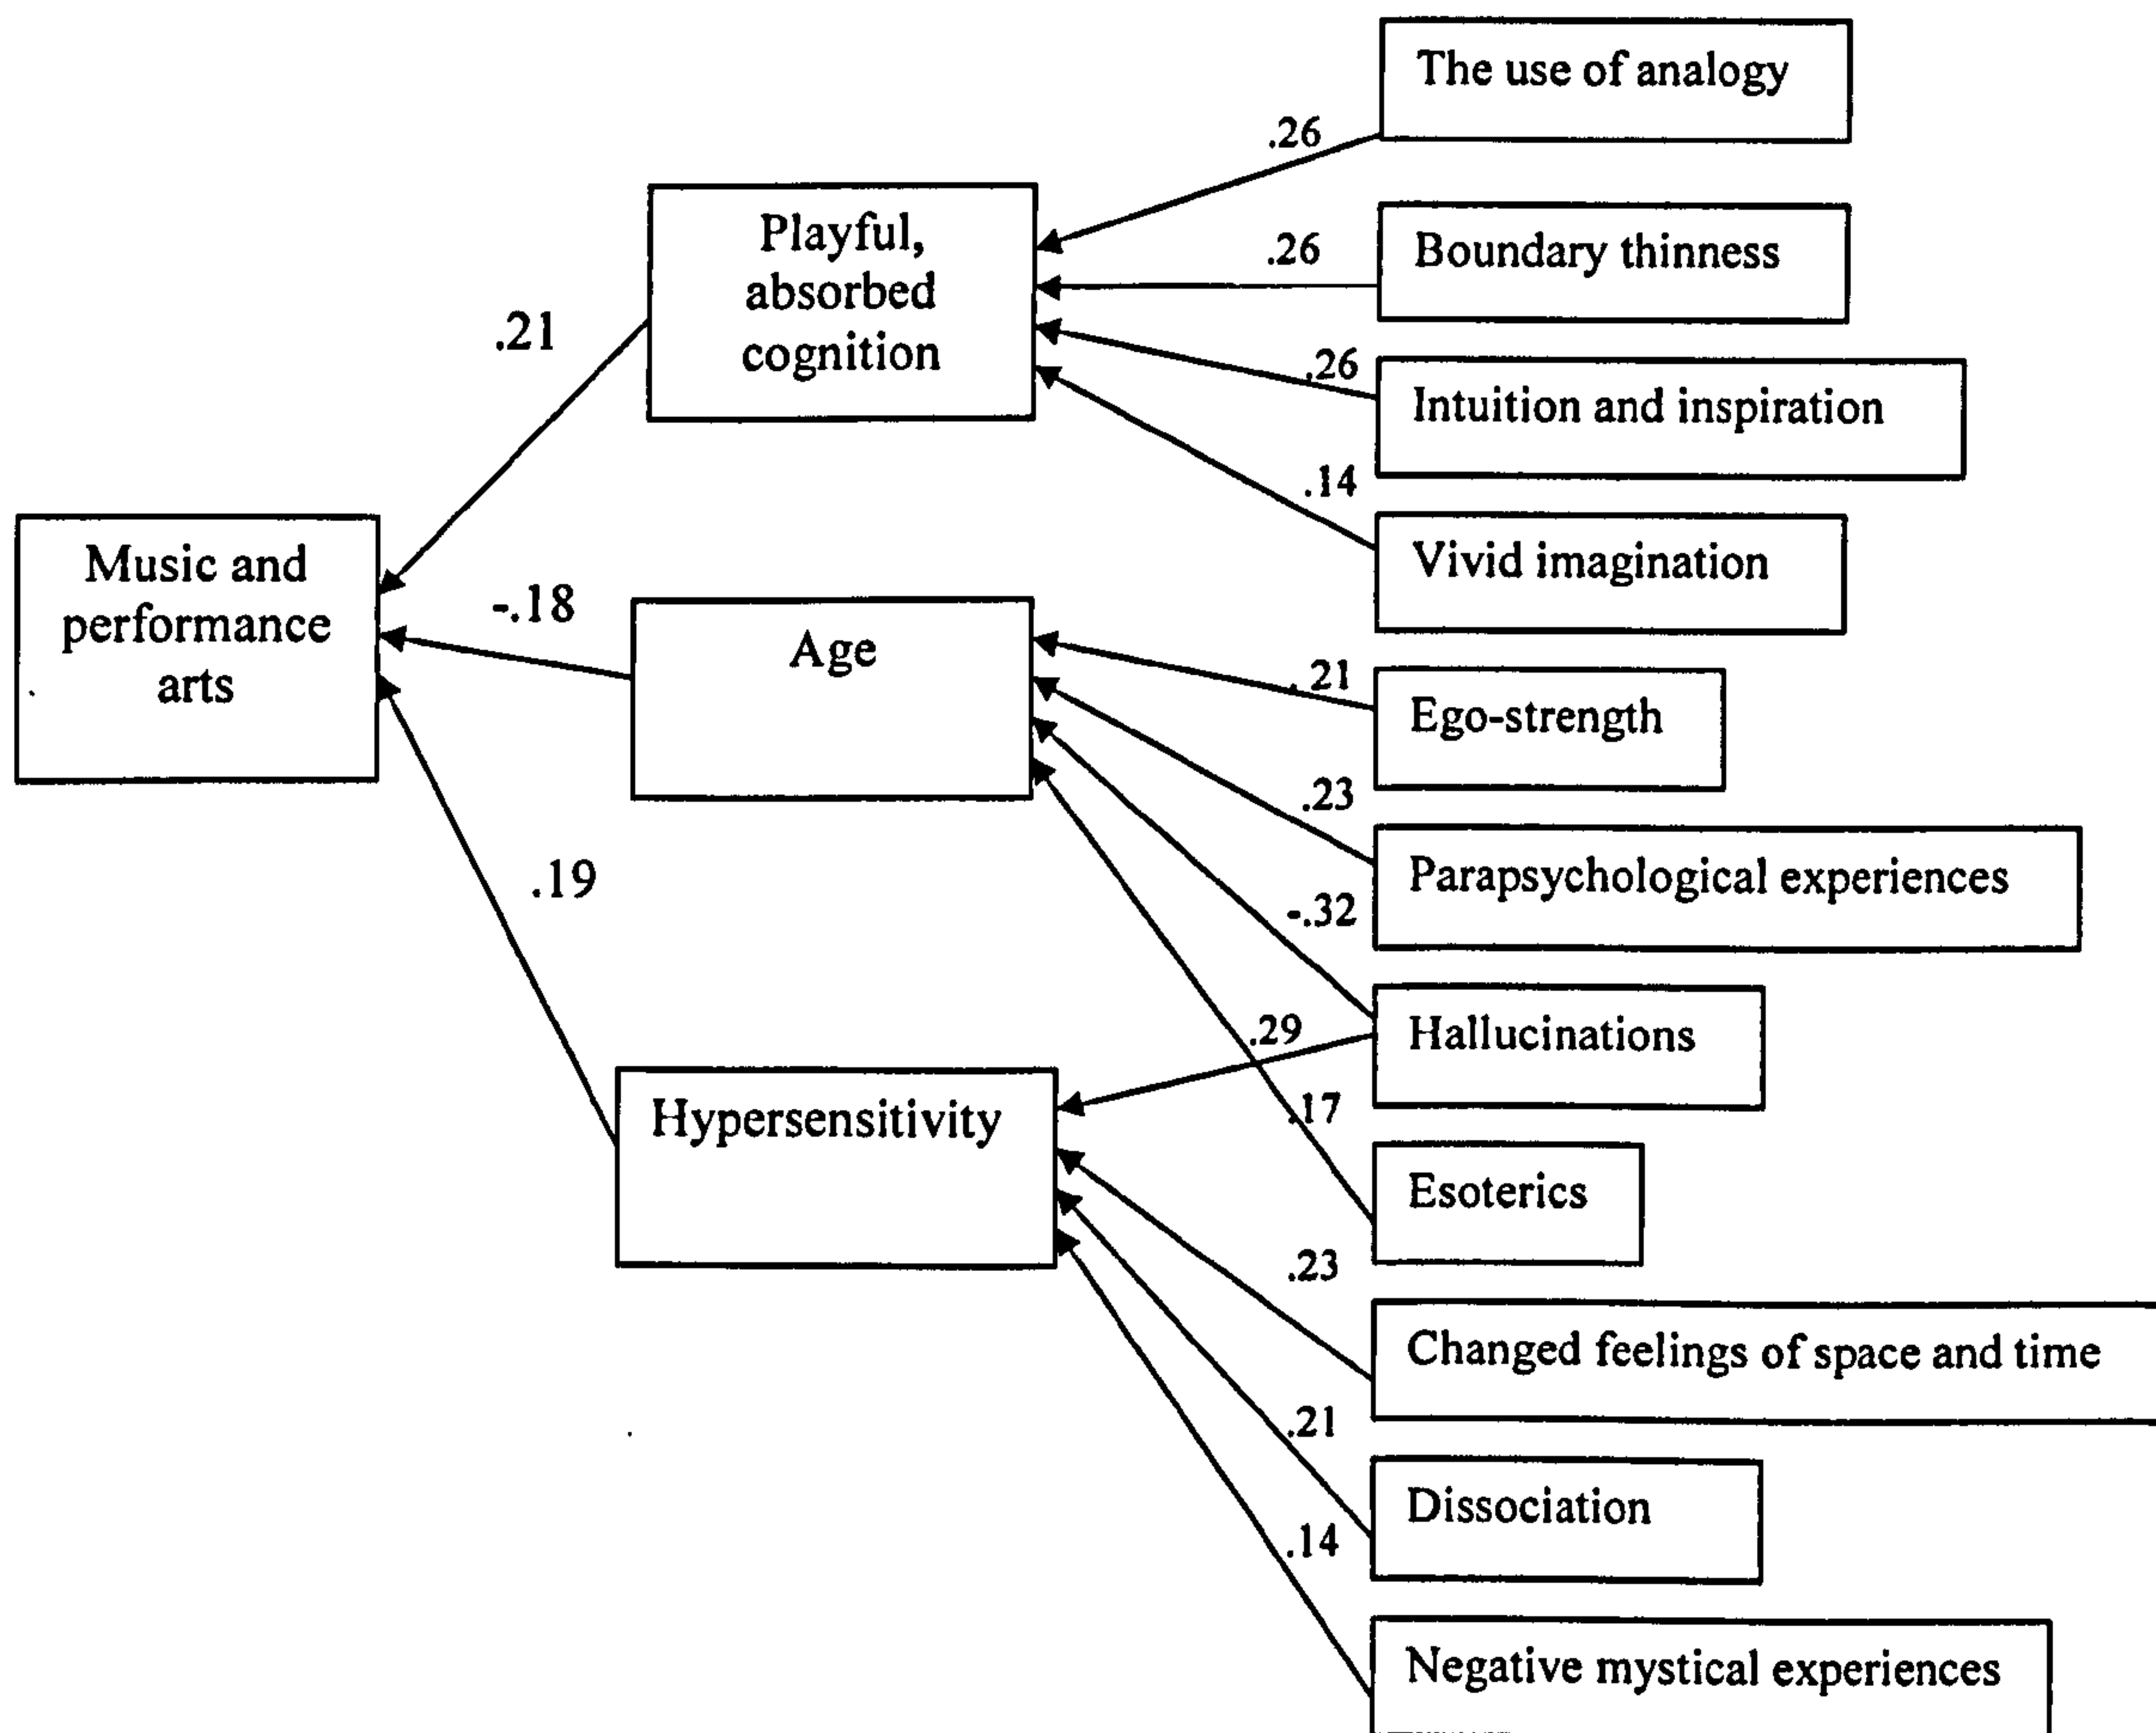 The use of analogy
.26
Playful,
absorbed
cognition
.26
Boundary thinness
.21
.26
Intuition and inspiration
.14
Vivid imagination
Music and
performance
arts
-.18
Age
.21
Ego-strength
.23
Parapsychological experiences
.19
-.32
Hallucinations
.29
Hypersensitivity
.17
Esoterics
.23
Changed feelings of space and time
.21
Dissociation
.14
Negative mystical experiences